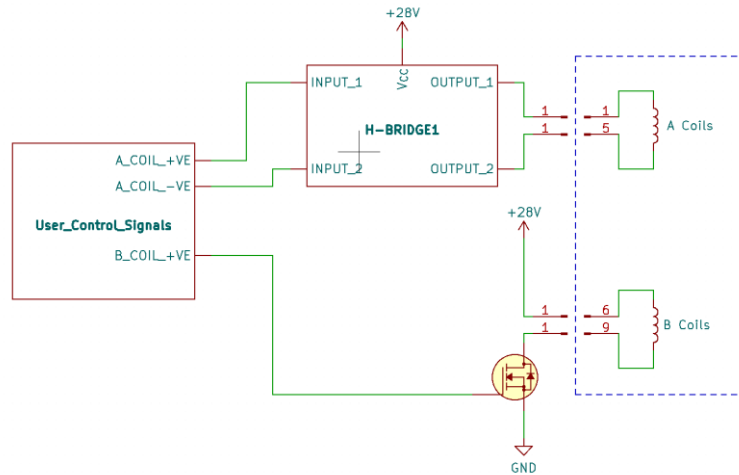 +28V
INPUT_1
OUTPUT_1
Vcc
H-BRIDGE1
INPUT_2
OUTPUT_2
1
1
1
5
A Coils
A_COIL_+VE
A_COIL_-VE
User_Control_Signals
B_COIL_+VE
+28V
1
6
1
9
B Coils
GND